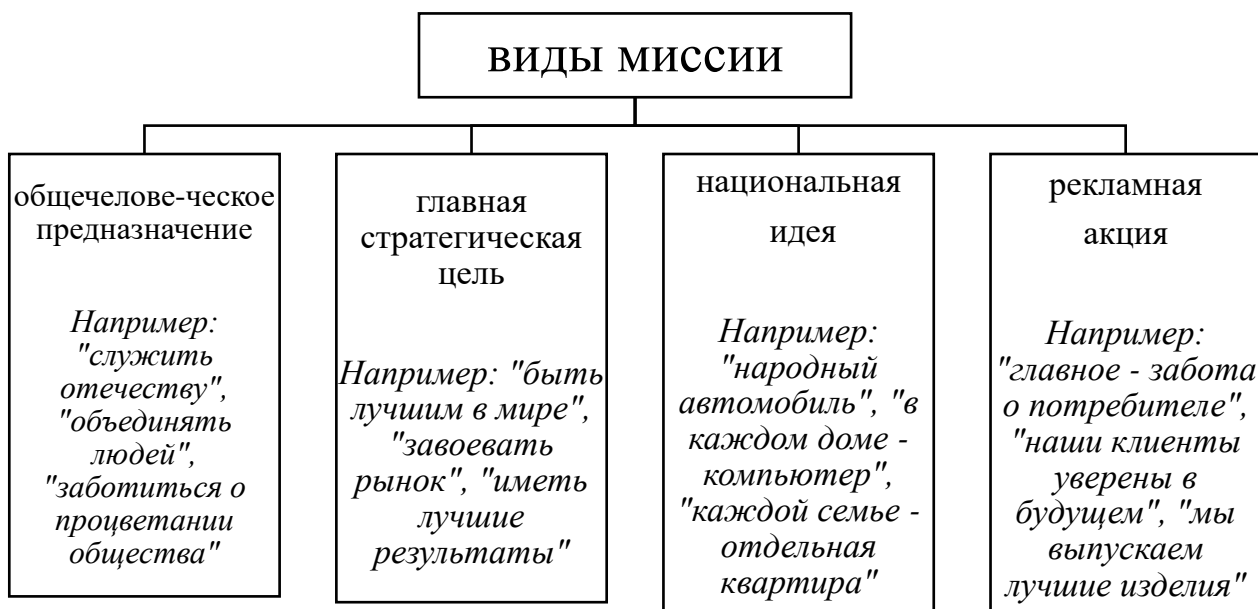 виды миссии
общечелове-ческое
предназначение
Например:
"служить
отечеству",
"объединять
людей",
"заботиться о
процветании
общества"
главная
стратегическая
цель
Например: "быть
лучшим в мире",
"завоевать
рынок", "иметь
лучшие
результаты"
национальная
идея
Например:
"народный
автомобиль", "в
каждом доме -
компьютер",
"каждой семье -
отдельная
квартира"
рекламная
акция
Например:
"главное - забота
о потребителе",
"наши клиенты
уверены в
будущем", "мы
выпускаем
лучшие изделия"